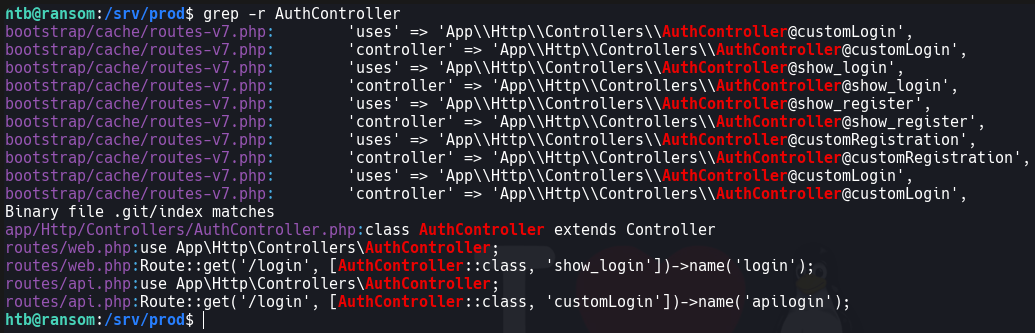 htb@ransom:/srv/prod$ grep -r AuthController
bootstrap/cache/routes-v7.php:        'uses' => 'App\\Http\\Controllers\\AuthController@customLogin',
bootstrap/cache/routes-v7.php:        'controller' => 'App\\Http\\Controllers\\AuthController@customLogin',
bootstrap/cache/routes-v7.php:        'uses' => 'App\\Http\\Controllers\\AuthController@show_login',
bootstrap/cache/routes-v7.php:        'controller' => 'App\\Http\\Controllers\\AuthController@show_login',
bootstrap/cache/routes-v7.php:        'uses' => 'App\\Http\\Controllers\\AuthController@show_register',
bootstrap/cache/routes-v7.php:        'controller' => 'App\\Http\\Controllers\\AuthController@show_register',
bootstrap/cache/routes-v7.php:        'uses' => 'App\\Http\\Controllers\\AuthController@customRegistration',
bootstrap/cache/routes-v7.php:        'controller' => 'App\\Http\\Controllers\\AuthController@customRegistration',
bootstrap/cache/routes-v7.php:        'uses' => 'App\\Http\\Controllers\\AuthController@customLogin',
bootstrap/cache/routes-v7.php:        'controller' => 'App\\Http\\Controllers\\AuthController@customLogin',
Binary file .git/index matches
app/Http/Controllers/AuthController.php:class AuthController extends Controller
routes/web.php:use App\Http\Controllers\AuthController;
routes/web.php:Route::get('/login', [AuthController::class, 'show_login'])->name('login');
routes/api.php:use App\Http\Controllers\AuthController;
routes/api.php:Route::get('/login', [AuthController::class, 'customLogin'])->name('apilogin');
htb@ransom:/srv/prod$